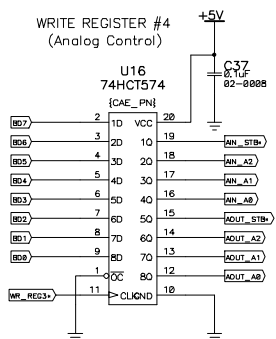 WRITE REGISTER #4
(Analog Control)
+5V
C37
0.1uF
02-0008
U16
74HCT574
{CAE_PN}
BD7 2 1D VCC 20
BD6 3 2D 1Q 19 AIN_STB*
BD5 4 3D 2Q 18 AIN_A2
BD4 5 4D 3Q 17 AIN_A1
BD3 6 5D 4Q 16 AIN_A0
BD2 7 6D 5Q 15 AOUT_STB*
BD1 8 7D 6Q 14 AOUT_A2
BD0 9 8D 7Q 13 AOUT_A1
1 OC 8Q 12 AOUT_A0
WR_REG3* 11 CLK GND 10